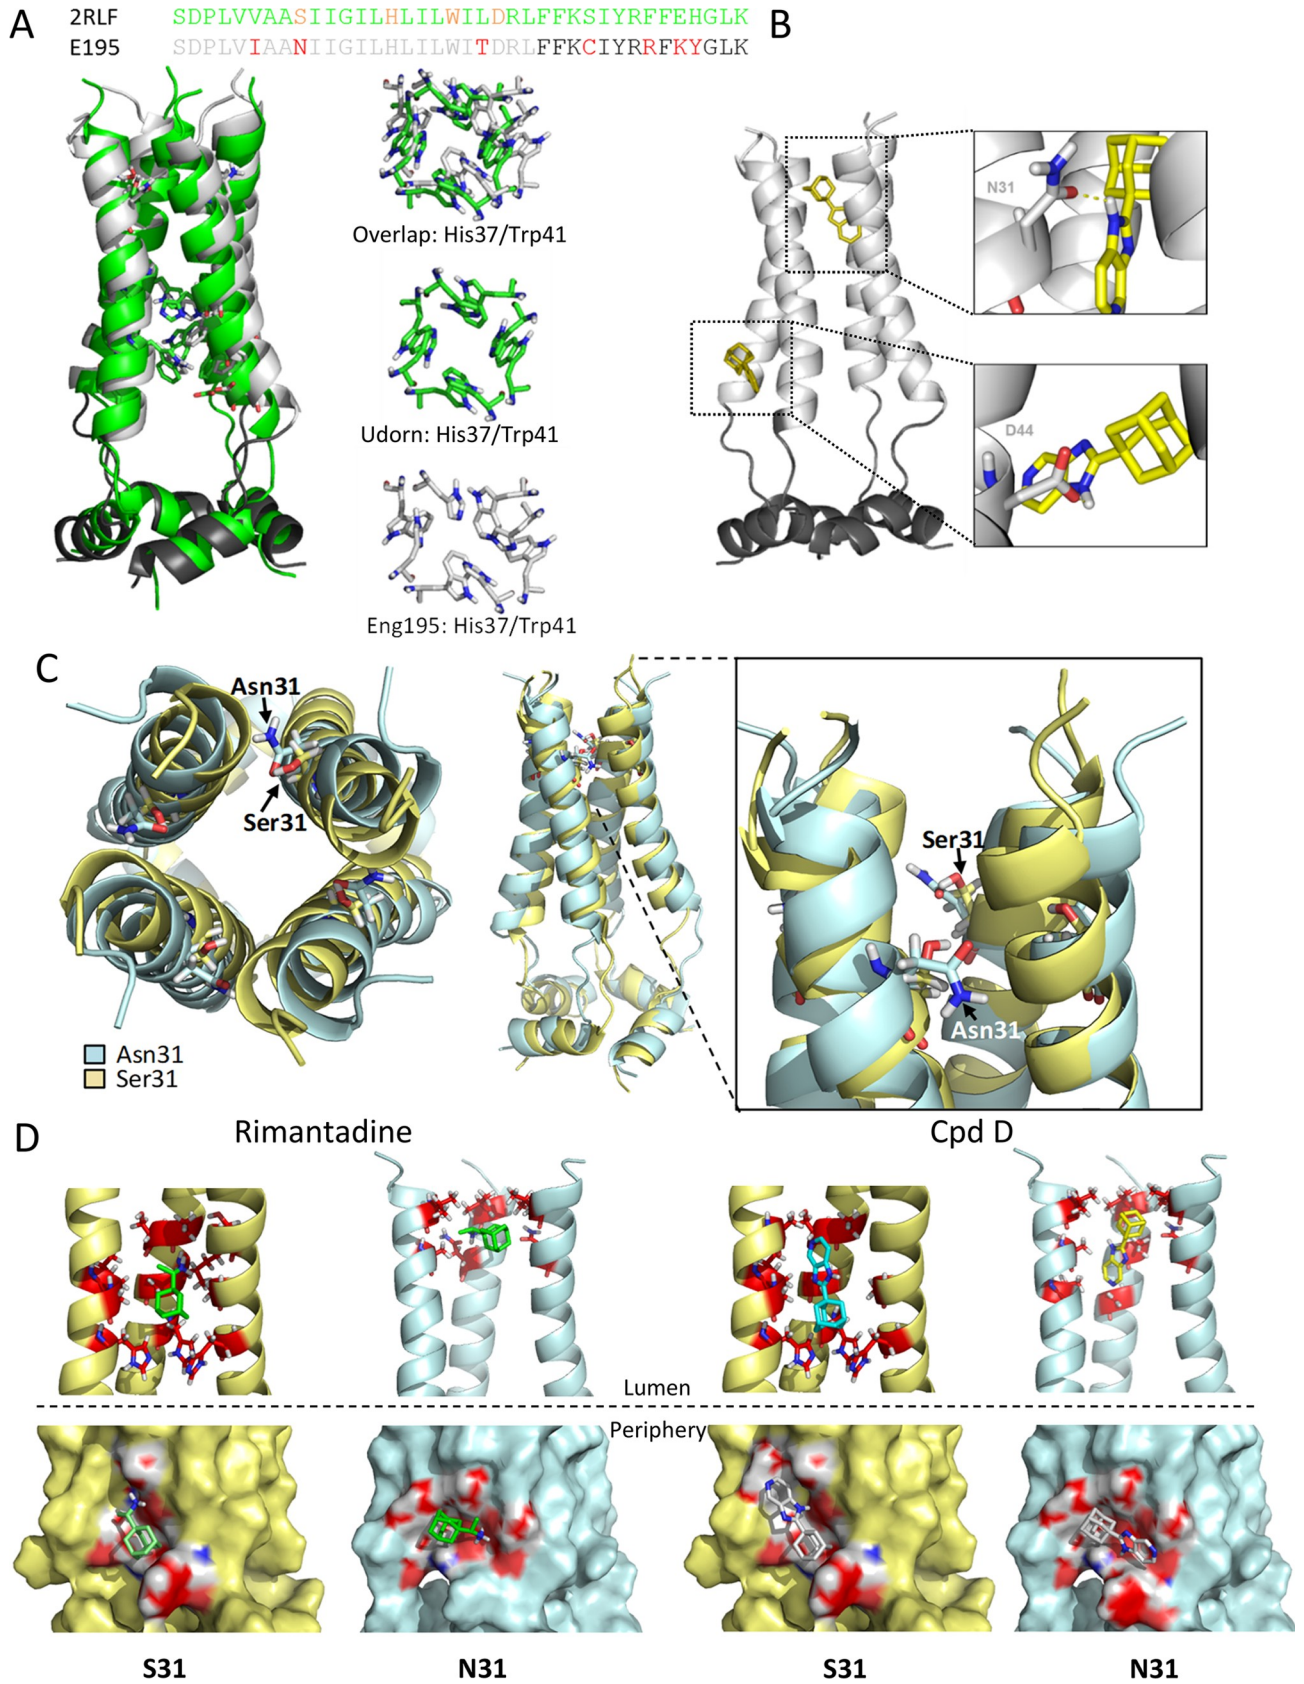 A
2RLF SDPLVVAASIIGILHLILWILDRLFFKSIYRFFEHGLK
E195 SDPLVIAANIIGILHLILWITDRLFFKCIYRRFKYGLK
Overlap: His37/Trp41
Udorn: His37/Trp41
Eng195: His37/Trp41
B
N31
D44
C
Asn31
Ser31
Asn31
Ser31
Ser31
Asn31
D
Rimantadine
Cpd D
Lumen
Periphery
S31 N31 S31 N31